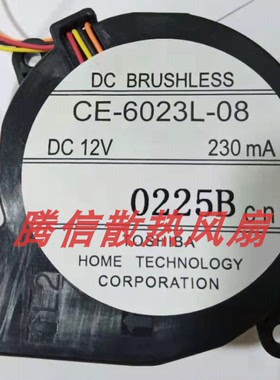 DC BRUSHLESS
CE-6023L-08
DC 12V 230 mA
0225B C.n
腾信散热风扇
TOSHIBA
HOME TECHNOLOGY
CORPORATION